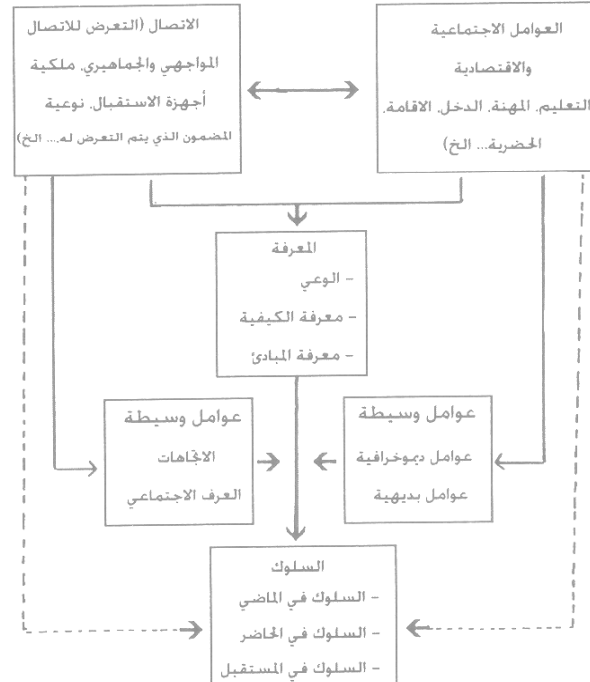 العوامل الاجتماعية
والاقتصادية
التعليم. المهنة. الدخل. الاقامة.
الحضرية... الخ)
الاتصال (التعرض للاتصال
المواجهي والجماهيري. ملكية
أجهزة الاستقبال. نوعية
المضمون الذي يتم التعرض له.... الخ)
المعرفة
- الوعي
- معرفة الكيفية
- معرفة المبادئ
عوامل وسيطة
عوامل ديموخرافية
عوامل بديهية
عوامل وسيطة
الاتجاهات
العرف الاجتماعي
السلوك
- السلوك في الماضي
- السلوك في الحاضر
- السلوك في المستقبل